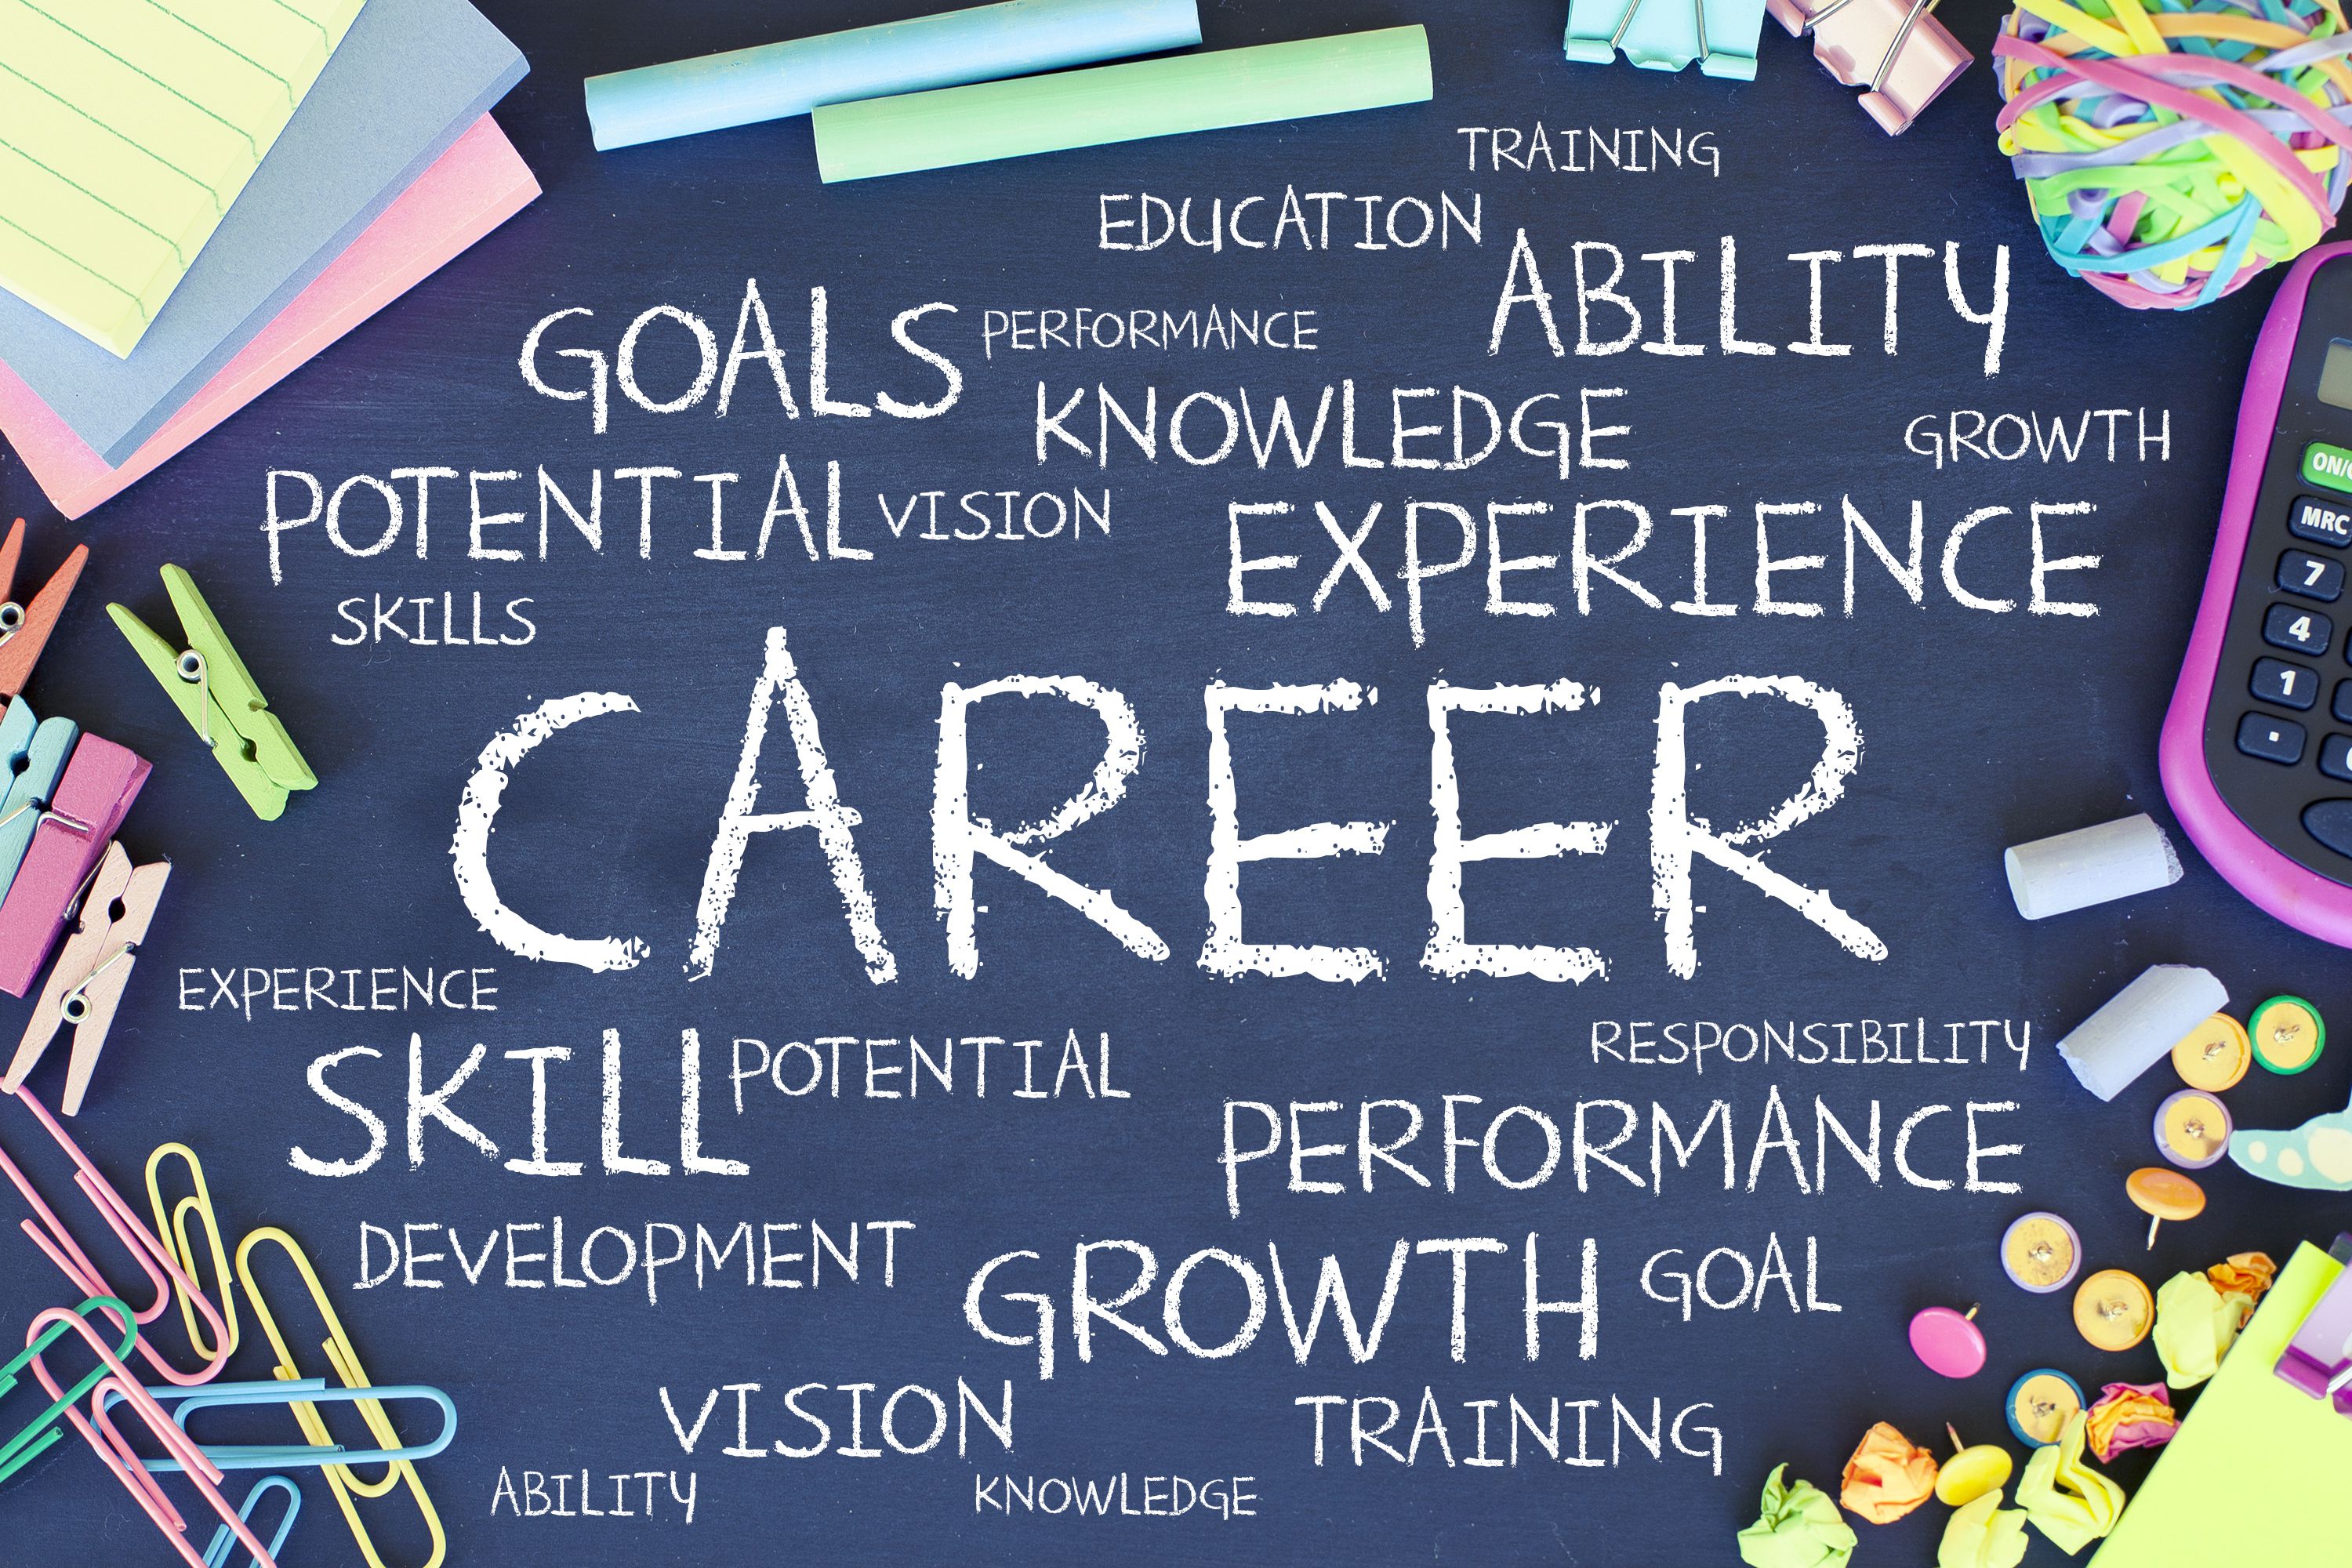 TRAINING
EDUCATION
ABILITY
GOALS PERFORMANCE
KNOWLEDGE
GROWTH
POTENTIAL VISION
EXPERIENCE
SKILLS
CAREER
EXPERIENCE
RESPONSIBILITY
SKILL POTENTIAL
PERFORMANCE
DEVELOPMENT
GROWTH GOAL
VISION
TRAINING
ABILITY
KNOWLEDGE
MRC
7
4
1
.